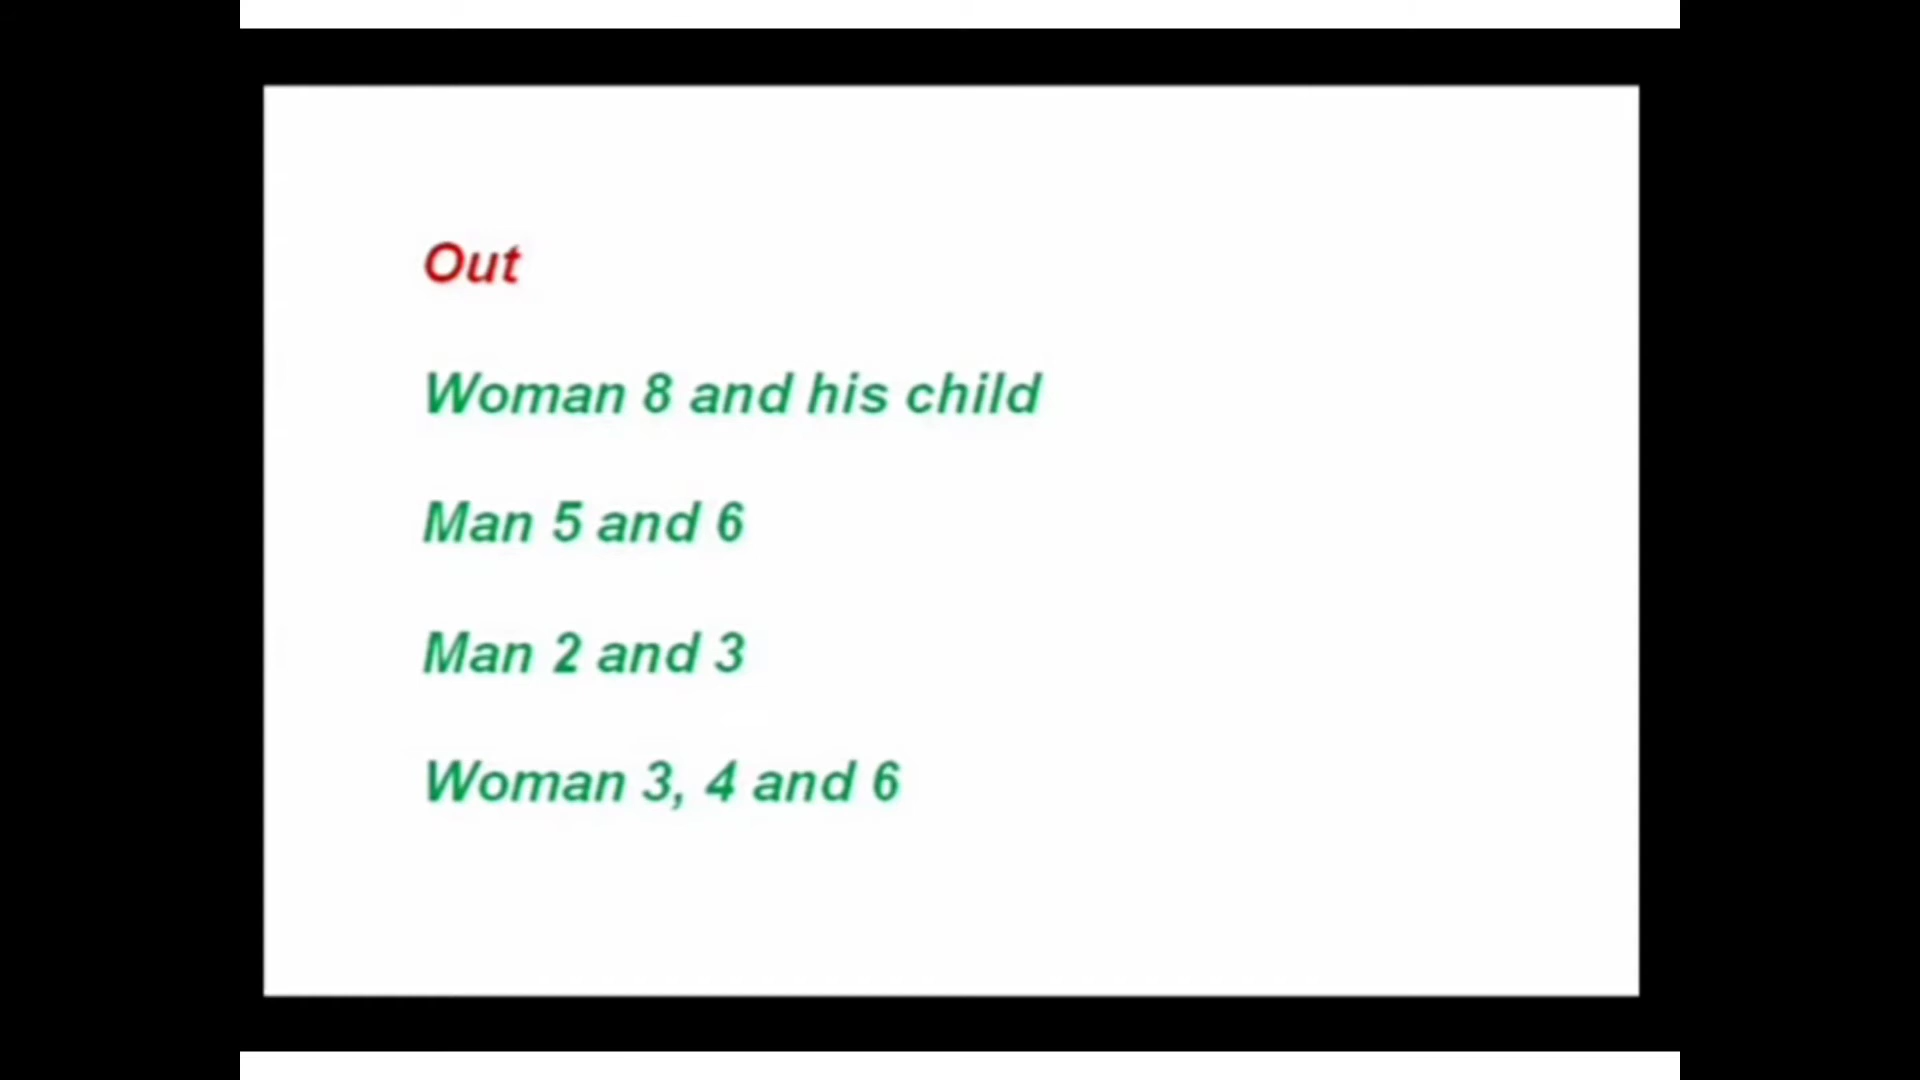 Out
Woman 8 and his child
Man 5 and 6
Man 2 and 3
Woman 3, 4 and 6